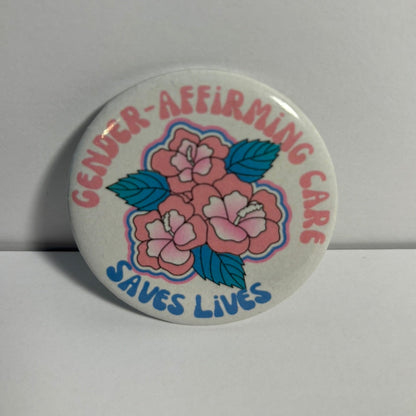 GENDER-AFFiRMiNG CARE
SAVES LiVES